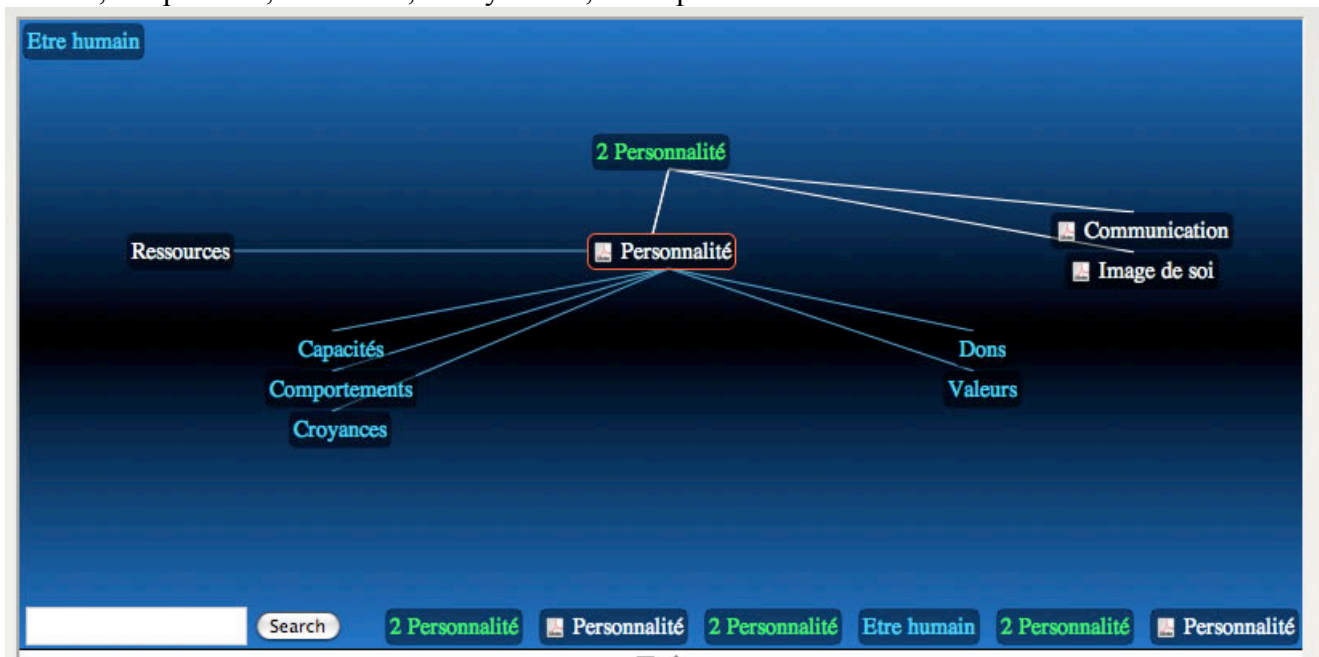 Etre humain
2 Personnalité
Communication
Ressources
Personnalité
Image de soi
Capacités
Dons
Comportements
Valeurs
Croyances
Search 2 Personnalité Personnalité 2 Personnalité Etre humain 2 Personnalité Personnalité